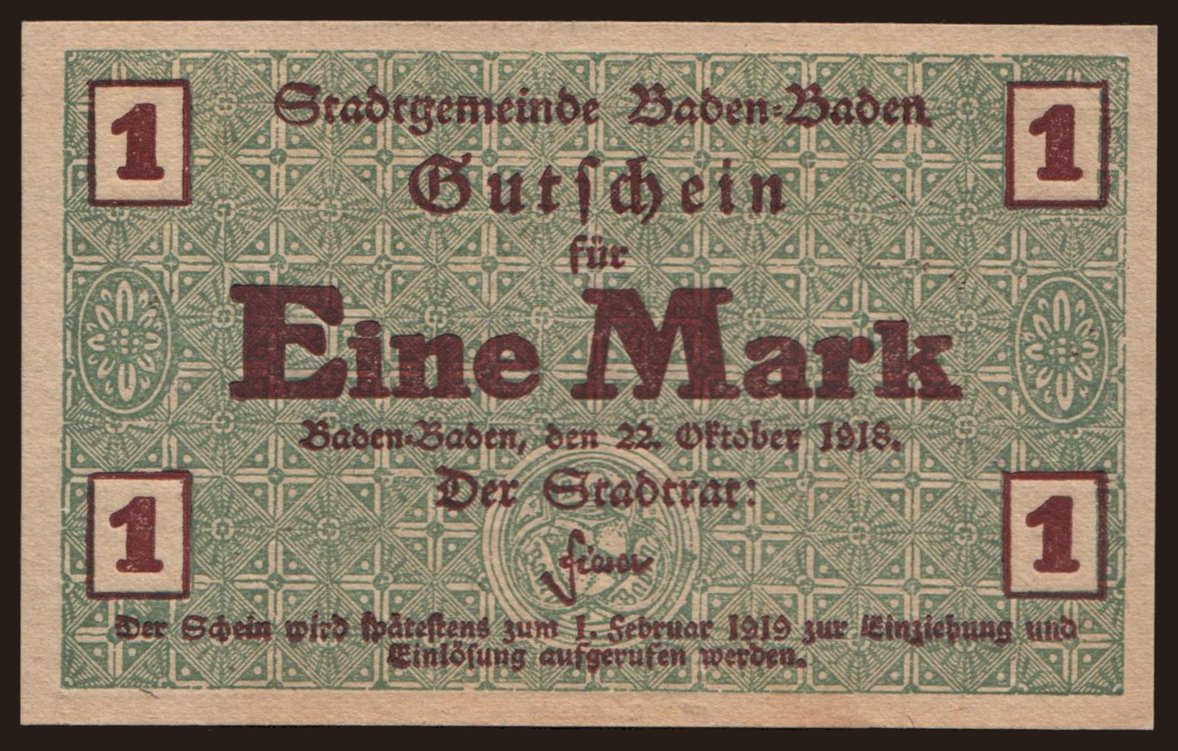 1 Stadtgemeinde Baden-Baden. 1
Gutschein
für
Eine Mark
Baden-Baden, den 22. Oktober 1918.
Der Stadtrat:
1 1
Der Schein wird spätestens zum 1. Februar 1919 zur Einziehung und
Einlösung aufgerufen werden.